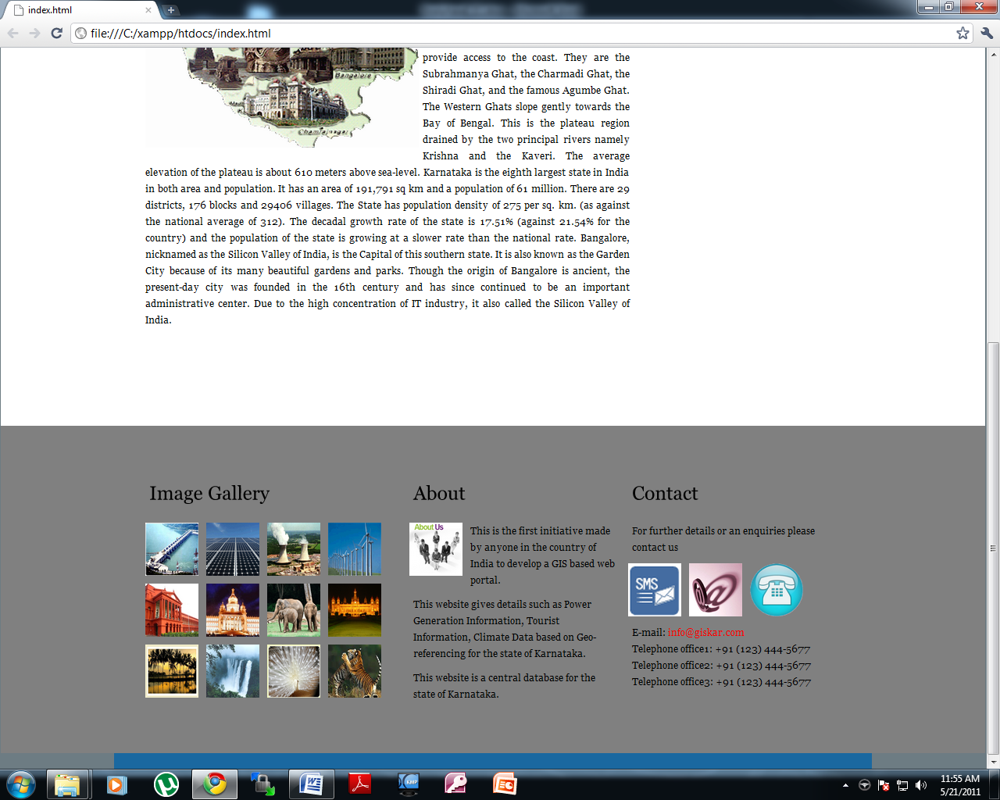 index.html
file:///C:/xampp/htdocs/index.html
Bangalore
provide access to the coast. They are the
Subrahmanya Ghat, the Charmadi Ghat, the
Shiradi Ghat, and the famous Agumbe Ghat.
The Western Ghats slope gently towards the
Bay of Bengal. This is the plateau region
drained by the two principal rivers namely
Krishna and the Kaveri. The average
elevation of the plateau is about 610 meters above sea-level. Karnataka is the eighth largest state in India
in both area and population. It has an area of 191,791 sq km and a population of 61 million. There are 29
districts, 176 blocks and 29406 villages. The State has population density of 275 per sq. km. (as against
the national average of 312). The decadal growth rate of the state is 17.51% (against 21.54% for the
country) and the population of the state is growing at a slower rate than the national rate. Bangalore,
nicknamed as the Silicon Valley of India, is the Capital of this southern state. It is also known as the Garden
City because of its many beautiful gardens and parks. Though the origin of Bangalore is ancient, the
present-day city was founded in the 16th century and has since continued to be an important
administrative center. Due to the high concentration of IT industry, it also called the Silicon Valley of
India.
Image Gallery
About
About Us
This is the first initiative made
by anyone in the country of
India to develop a GIS based web
portal.
This website gives details such as Power
Generation Information, Tourist
Information, Climate Data based on Geo-
referencing for the state of Karnataka.
This website is a central database for the
state of Karnataka.
Contact
For further details or an enquiries please
contact us
SMS
E-mail: info@giskar.com
Telephone office1: +91 (123) 444-5677
Telephone office2: +91 (123) 444-5677
Telephone office3: +91 (123) 444-5677
KMP
11:55 AM
5/21/2011